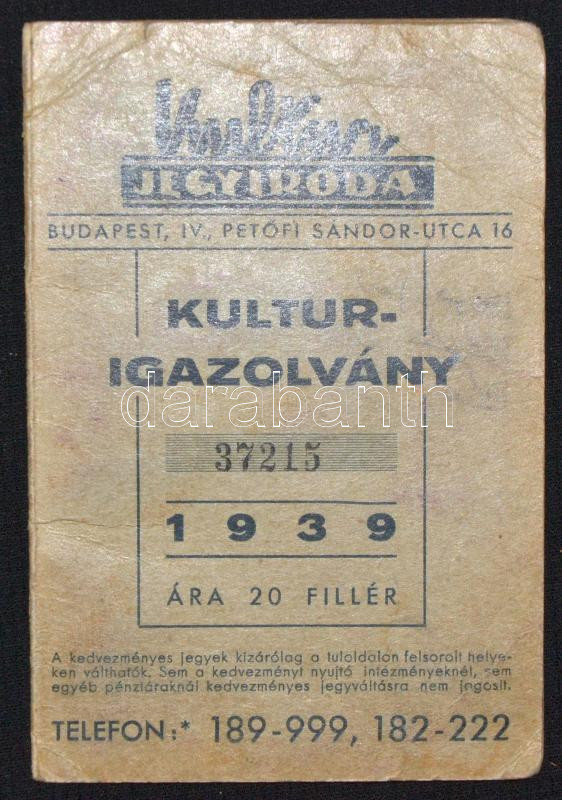 Kultur
JEGYIRODA
BUDAPEST, IV., PETŐFI SÁNDOR-UTCA 16
KULTUR-
IGAZOLVÁNY
darabanth
37215
1939
ÁRA 20 FILLÉR
A kedvezményes jegyek kizárólag a tuloldalon felsorolt helye-
ken válthatók. Sem a kedvezményt nyujtó intézményeknél, sem
egyéb pénztáraknál kedvezményes jegyváltásra nem jogosit.
TELEFON:* 189-999, 182-222